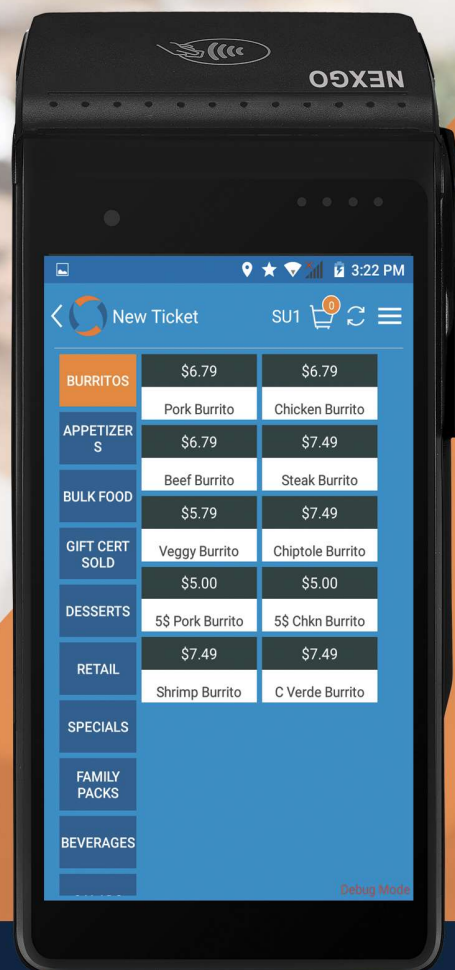 NEXGO
3:22 PM
New Ticket
SU1
0
BURRITOS
APPETIZER
S
BULK FOOD
GIFT CERT
SOLD
DESSERTS
RETAIL
SPECIALS
FAMILY
PACKS
BEVERAGES
$6.79
Pork Burrito
$6.79
Chicken Burrito
$6.79
Beef Burrito
$7.49
Steak Burrito
$5.79
Veggy Burrito
$7.49
Chiptole Burrito
$5.00
5$ Pork Burrito
$5.00
5$ Chkn Burrito
$7.49
Shrimp Burrito
$7.49
C Verde Burrito
Debug Mode